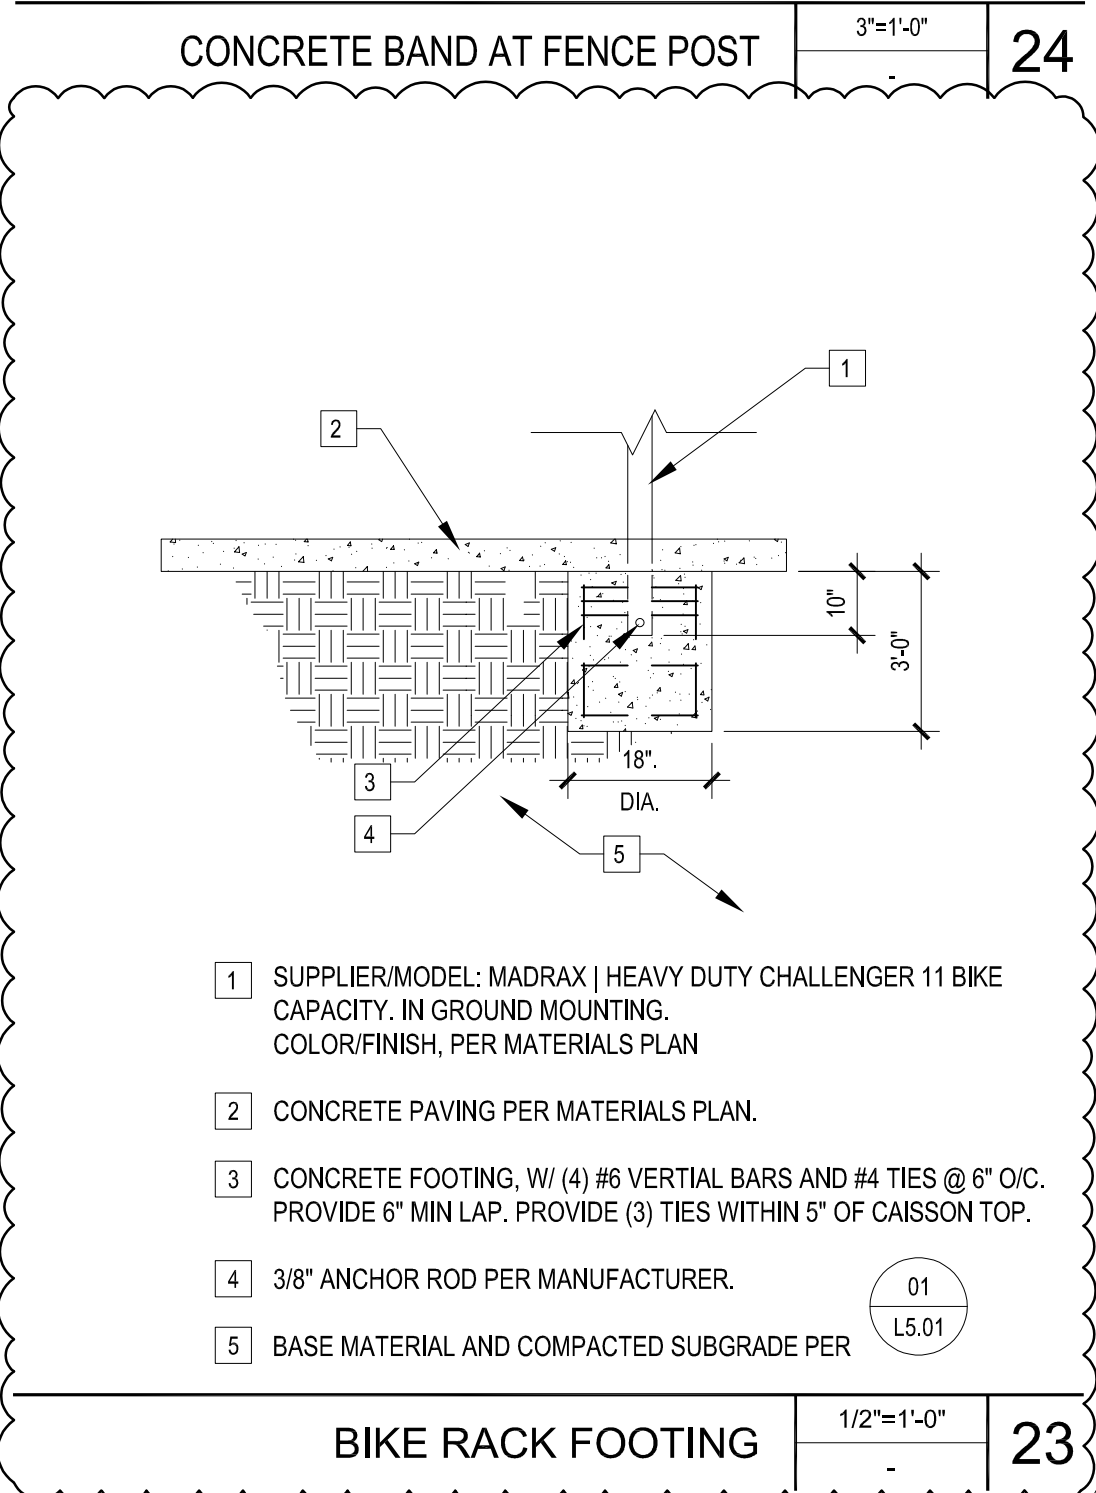 CONCRETE BAND AT FENCE POST
3"=1'-0"
-
24
1
2
10"
3'-0"
18".
DIA.
3
4
5
1 SUPPLIER/MODEL: MADRAX | HEAVY DUTY CHALLENGER 11 BIKE
CAPACITY. IN GROUND MOUNTING.
COLOR/FINISH, PER MATERIALS PLAN
2 CONCRETE PAVING PER MATERIALS PLAN.
3 CONCRETE FOOTING, W/ (4) #6 VERTIAL BARS AND #4 TIES @ 6" O/C.
PROVIDE 6" MIN LAP. PROVIDE (3) TIES WITHIN 5" OF CAISSON TOP.
4 3/8" ANCHOR ROD PER MANUFACTURER.
5 BASE MATERIAL AND COMPACTED SUBGRADE PER
01
L5.01
BIKE RACK FOOTING
1/2"=1'-0"
-
23